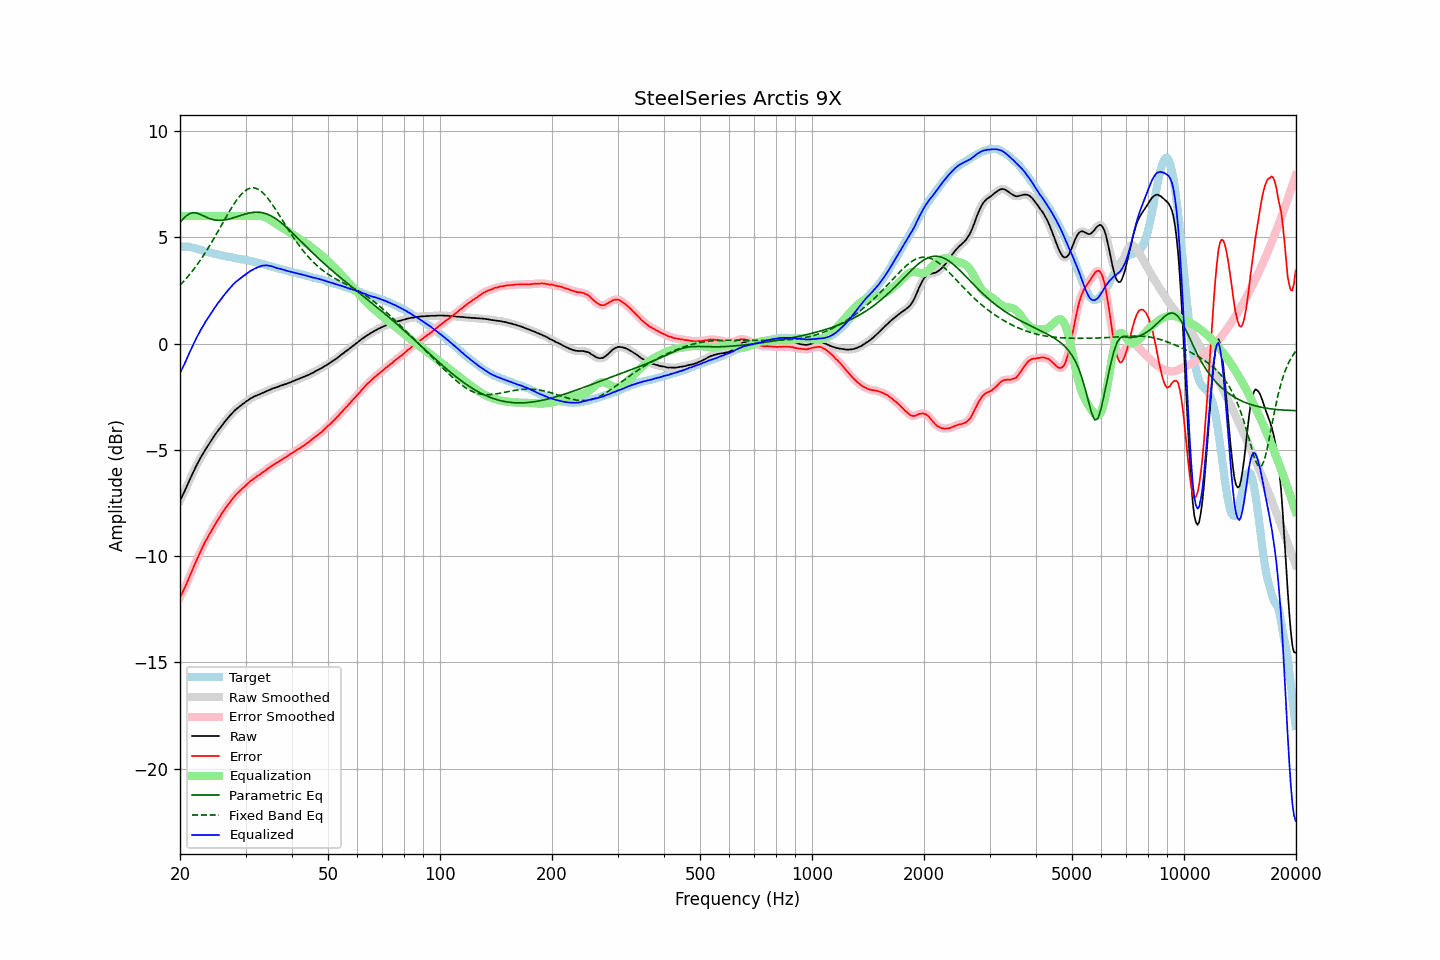 SteelSeries Arctis 9X
10
5
0
−5
−10
−15
−20
Amplitude (dBr)
Target
Raw Smoothed
Error Smoothed
Raw
Error
Equalization
Parametric Eq
Fixed Band Eq
Equalized
20 50 100 200 500 1000 2000 5000 10000 20000
Frequency (Hz)